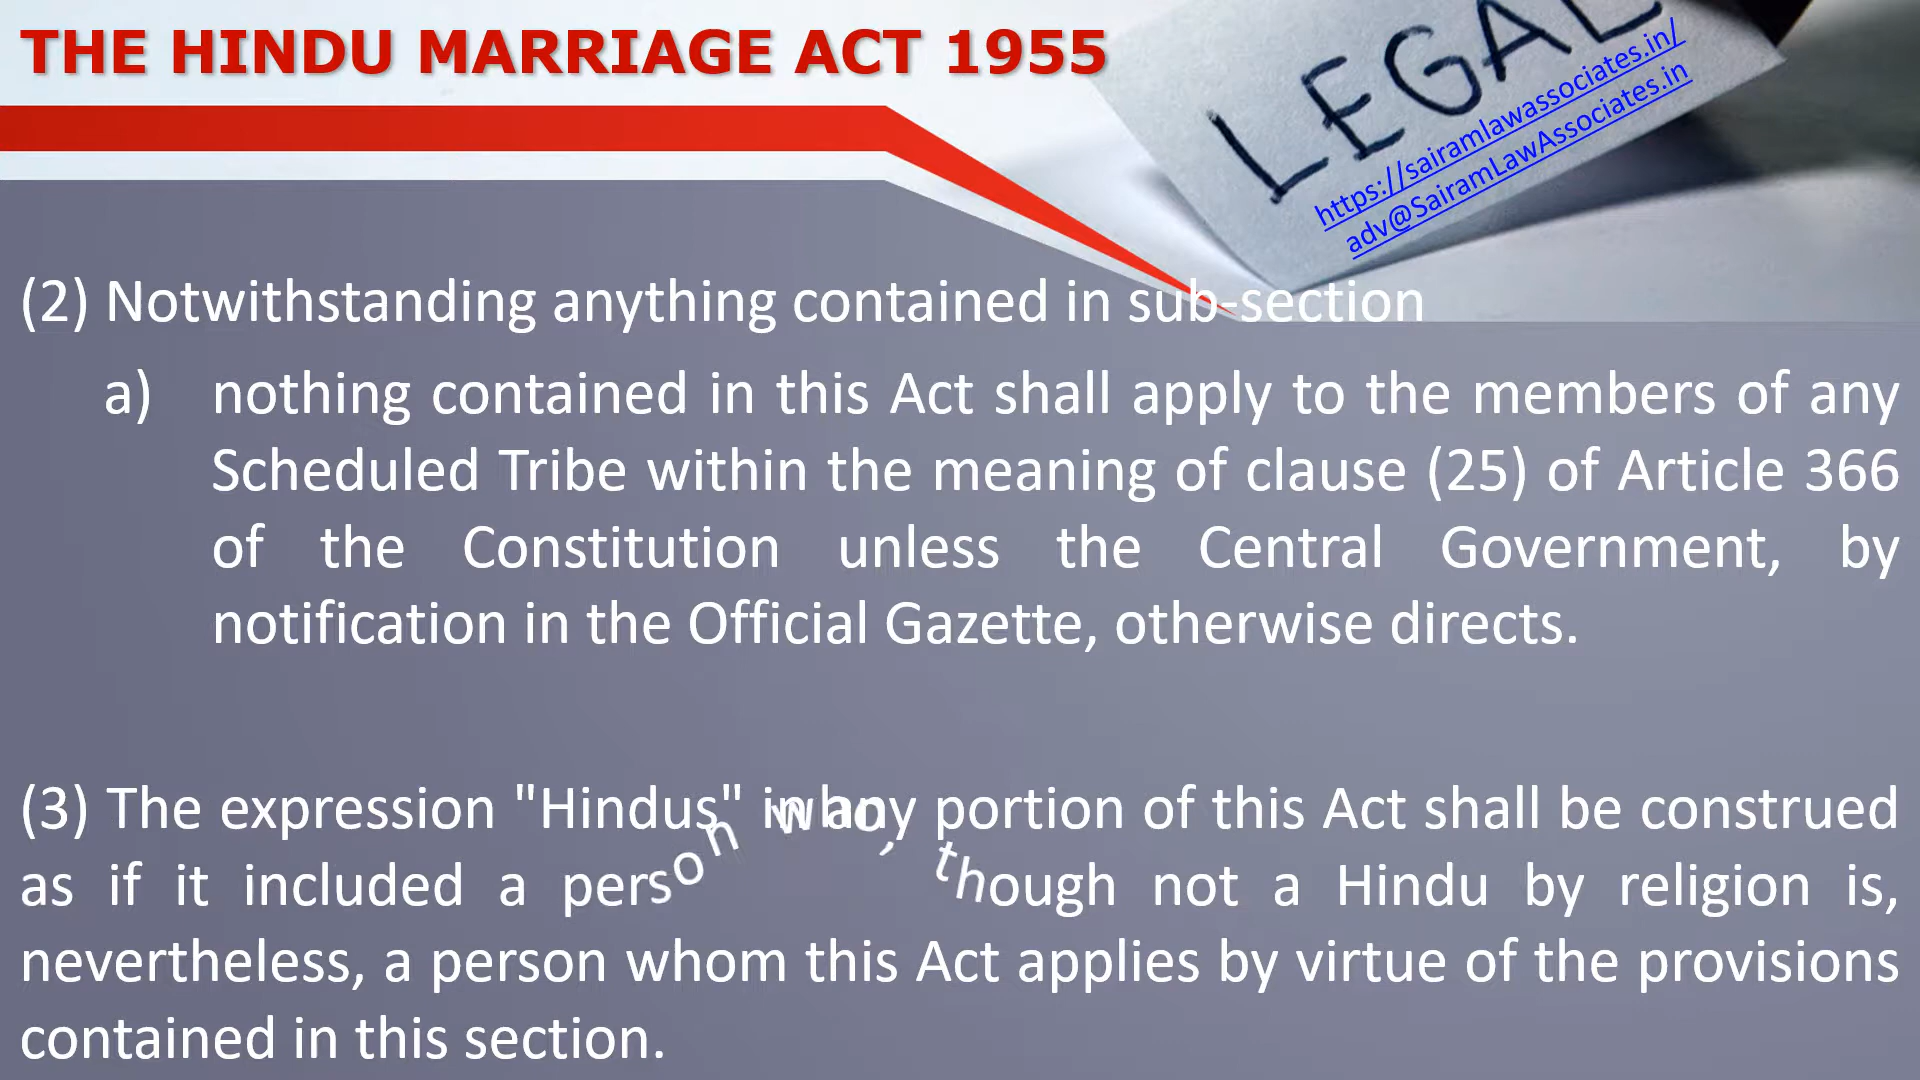 THE HINDU MARRIAGE ACT 1955
LEGAL
https://sairamlawassociates.in/
adv@SairamLawAssociates.in
(2) Notwithstanding anything contained in sub-section
a) nothing contained in this Act shall apply to the members of any
Scheduled Tribe within the meaning of clause (25) of Article 366
of the Constitution unless the Central Government, by
notification in the Official Gazette, otherwise directs.
(3) The expression "Hindus" in any portion of this Act shall be construed
as if it included a person who, though not a Hindu by religion is,
nevertheless, a person whom this Act applies by virtue of the provisions
contained in this section.